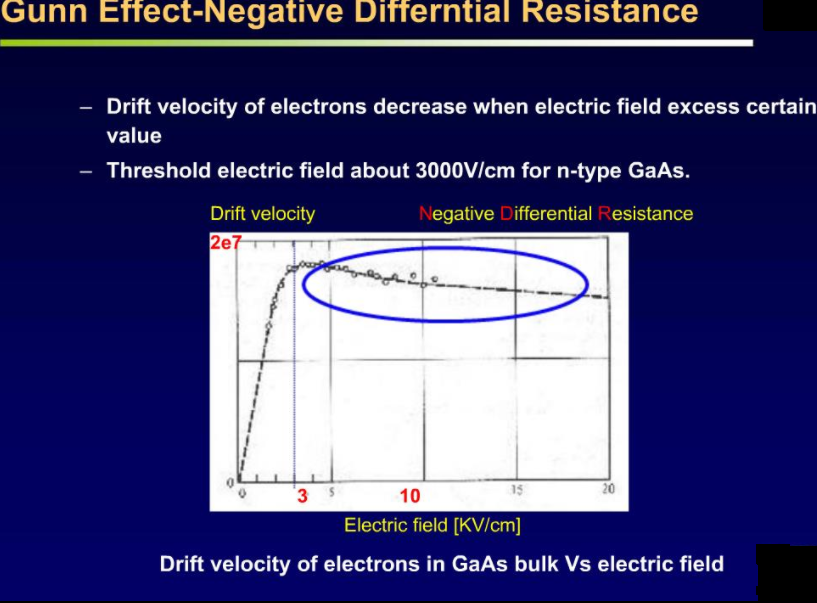 Gunn Effect-Negative Differntial Resistance
– Drift velocity of electrons decrease when electric field excess certain
value
– Threshold electric field about 3000V/cm for n-type GaAs.
Drift velocity
Negative Differential Resistance
2e7
0
0 3 5 10 15 20
Electric field [KV/cm]
Drift velocity of electrons in GaAs bulk Vs electric field